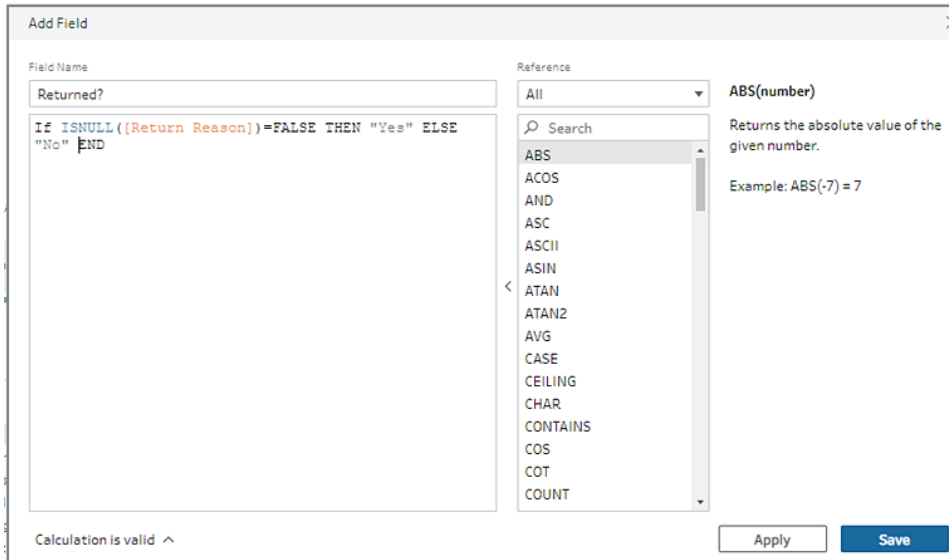 Add Field
Field Name
Returned?
If ISNULL([Return Reason])=FALSE THEN "Yes" ELSE
"No" END
Calculation is valid
Reference
All
Search
ABS
ACOS
AND
ASC
ASCII
ASIN
ATAN
ATAN2
AVG
CASE
CEILING
CHAR
CONTAINS
COS
COT
COUNT
ABS(number)
Returns the absolute value of the
given number.
Example: ABS(-7) = 7
Apply
Save